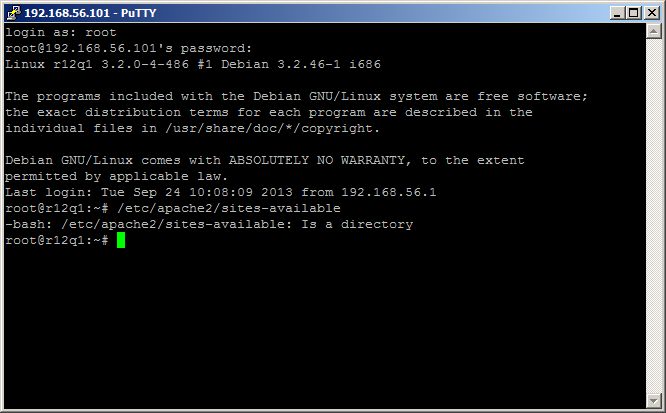 192.168.56.101 - PuTTY
login as: root
root@192.168.56.101's password:
Linux r12q1 3.2.0-4-486 #1 Debian 3.2.46-1 i686
The programs included with the Debian GNU/Linux system are free software;
the exact distribution terms for each program are described in the
individual files in /usr/share/doc/*/copyright.
Debian GNU/Linux comes with ABSOLUTELY NO WARRANTY, to the extent
permitted by applicable law.
Last login: Tue Sep 24 10:08:09 2013 from 192.168.56.1
root@r12q1:~# /etc/apache2/sites-available
-bash: /etc/apache2/sites-available: Is a directory
root@r12q1:~#